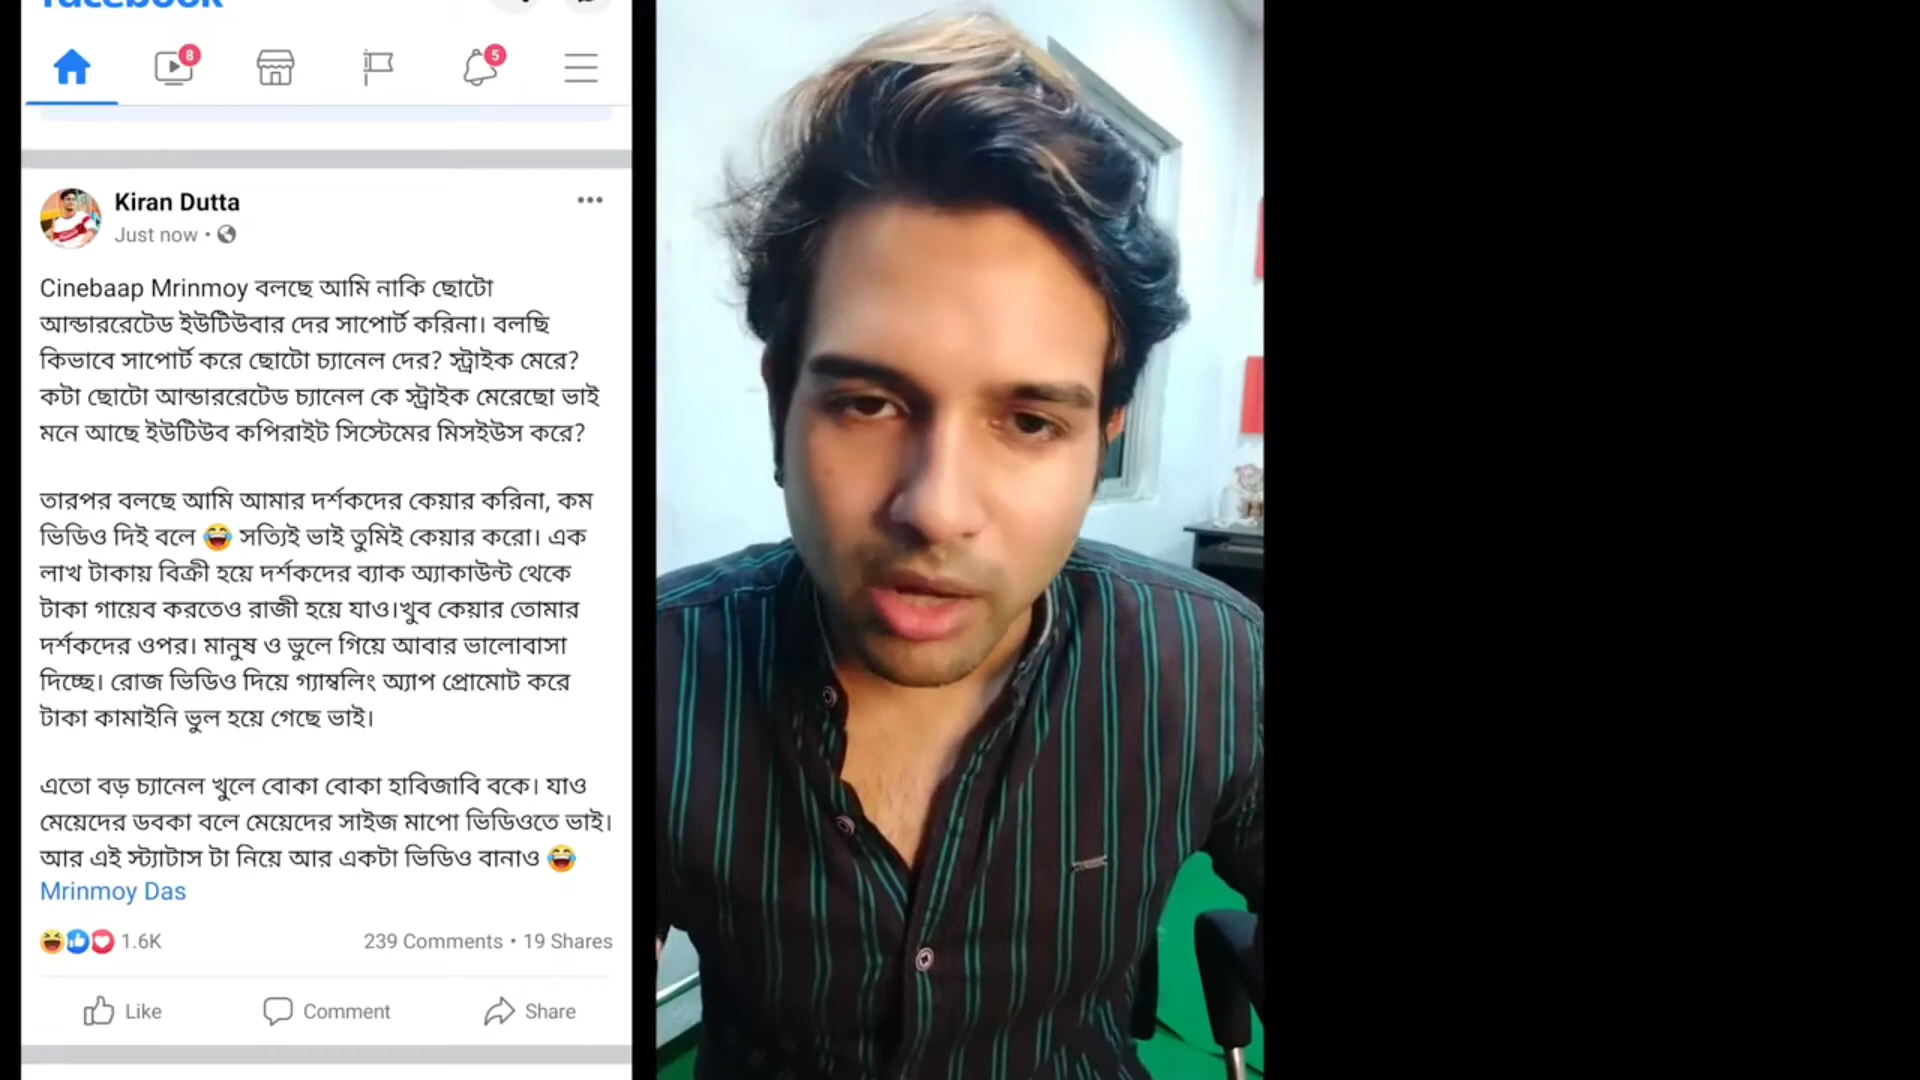 facebook
8
5
Kiran Dutta
Just now
Cinebaap Mrinmoy বলছে আমি নাকি ছোটো
আন্ডাররেটেড ইউটিউবার দের সাপোর্ট করিনা। বলছি
কিভাবে সাপোর্ট করে ছোটো চ্যানেল দের? স্ট্রাইক মেরে?
কটা ছোটো আন্ডাররেটেড চ্যানেল কে স্ট্রাইক মেরেছো ভাই
মনে আছে ইউটিউব কপিরাইট সিস্টেমের মিসইউস করে?
তারপর বলছে আমি আমার দর্শকদের কেয়ার করিনা, কম
ভিডিও দিই বলে 😂 সত্যিই ভাই তুমিই কেয়ার করো। এক
লাখ টাকায় বিক্রী হয়ে দর্শকদের ব্যাক অ্যাকাউন্ট থেকে
টাকা গায়েব করতেও রাজী হয়ে যাও।খুব কেয়ার তোমার
দর্শকদের ওপর। মানুষ ও ভুলে গিয়ে আবার ভালোবাসা
দিচ্ছে। রোজ ভিডিও দিয়ে গ্যাম্বলিং অ্যাপ প্রোমোট করে
টাকা কামাইনি ভুল হয়ে গেছে ভাই।
এতো বড় চ্যানেল খুলে বোকা বোকা হাবিজাবি বকে। যাও
মেয়েদের ডবকা বলে মেয়েদের সাইজ মাপো ভিডিওতে ভাই।
আর এই স্ট্যাটাস টা নিয়ে আর একটা ভিডিও বানাও 😂
Mrinmoy Das
1.6K 239 Comments • 19 Shares
Like Comment Share